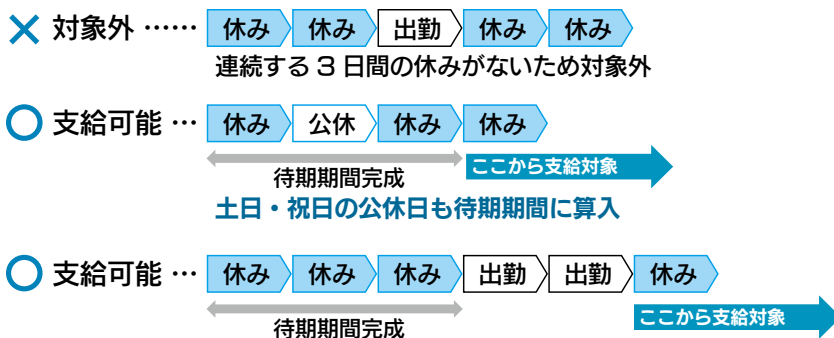 × 対象外 …… 休み 休み 出勤 休み 休み
連続する 3 日間の休みがないため対象外
○ 支給可能 … 休み 公休 休み 休み
待期期間完成 ここから支給対象
土日・祝日の公休日も待期期間に算入
○ 支給可能 … 休み 休み 休み 出勤 出勤 休み
待期期間完成 ここから支給対象